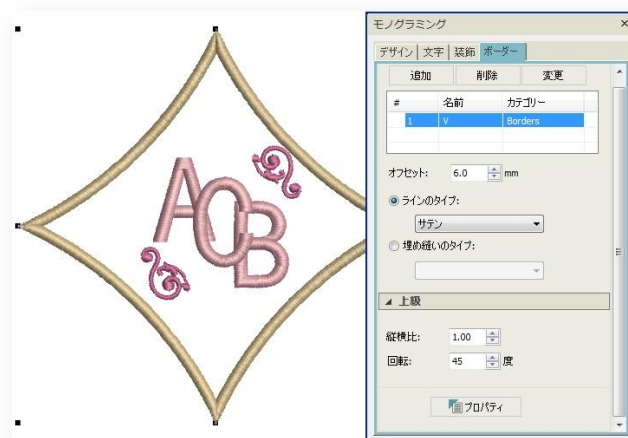 モノグラミング
デザイン 文字 装飾 ボーダー
追加 削除 変更
# 名前 カテゴリー
1 V Borders
オフセット: 6.0 mm
ラインのタイプ:
サテン
埋め縫いのタイプ:
上級
縦横比: 1.00
回転: 45 度
プロパティ
AOB